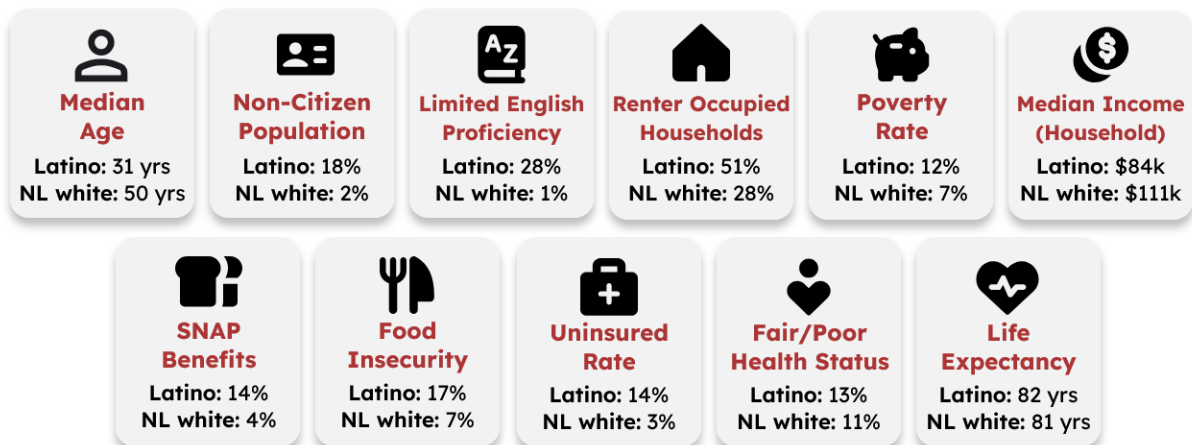 AZ
Median
Age
Latino: 31 yrs
NL white: 50 yrs
Non-Citizen
Population
Latino: 18%
NL white: 2%
Limited English
Proficiency
Latino: 28%
NL white: 1%
Renter Occupied
Households
Latino: 51%
NL white: 28%
Poverty
Rate
Latino: 12%
NL white: 7%
$
Median Income
(Household)
Latino: $84k
NL white: $111k
SNAP
Benefits
Latino: 14%
NL white: 4%
Food
Insecurity
Latino: 17%
NL white: 7%
Uninsured
Rate
Latino: 14%
NL white: 3%
Fair/Poor
Health Status
Latino: 13%
NL white: 11%
Life
Expectancy
Latino: 82 yrs
NL white: 81 yrs